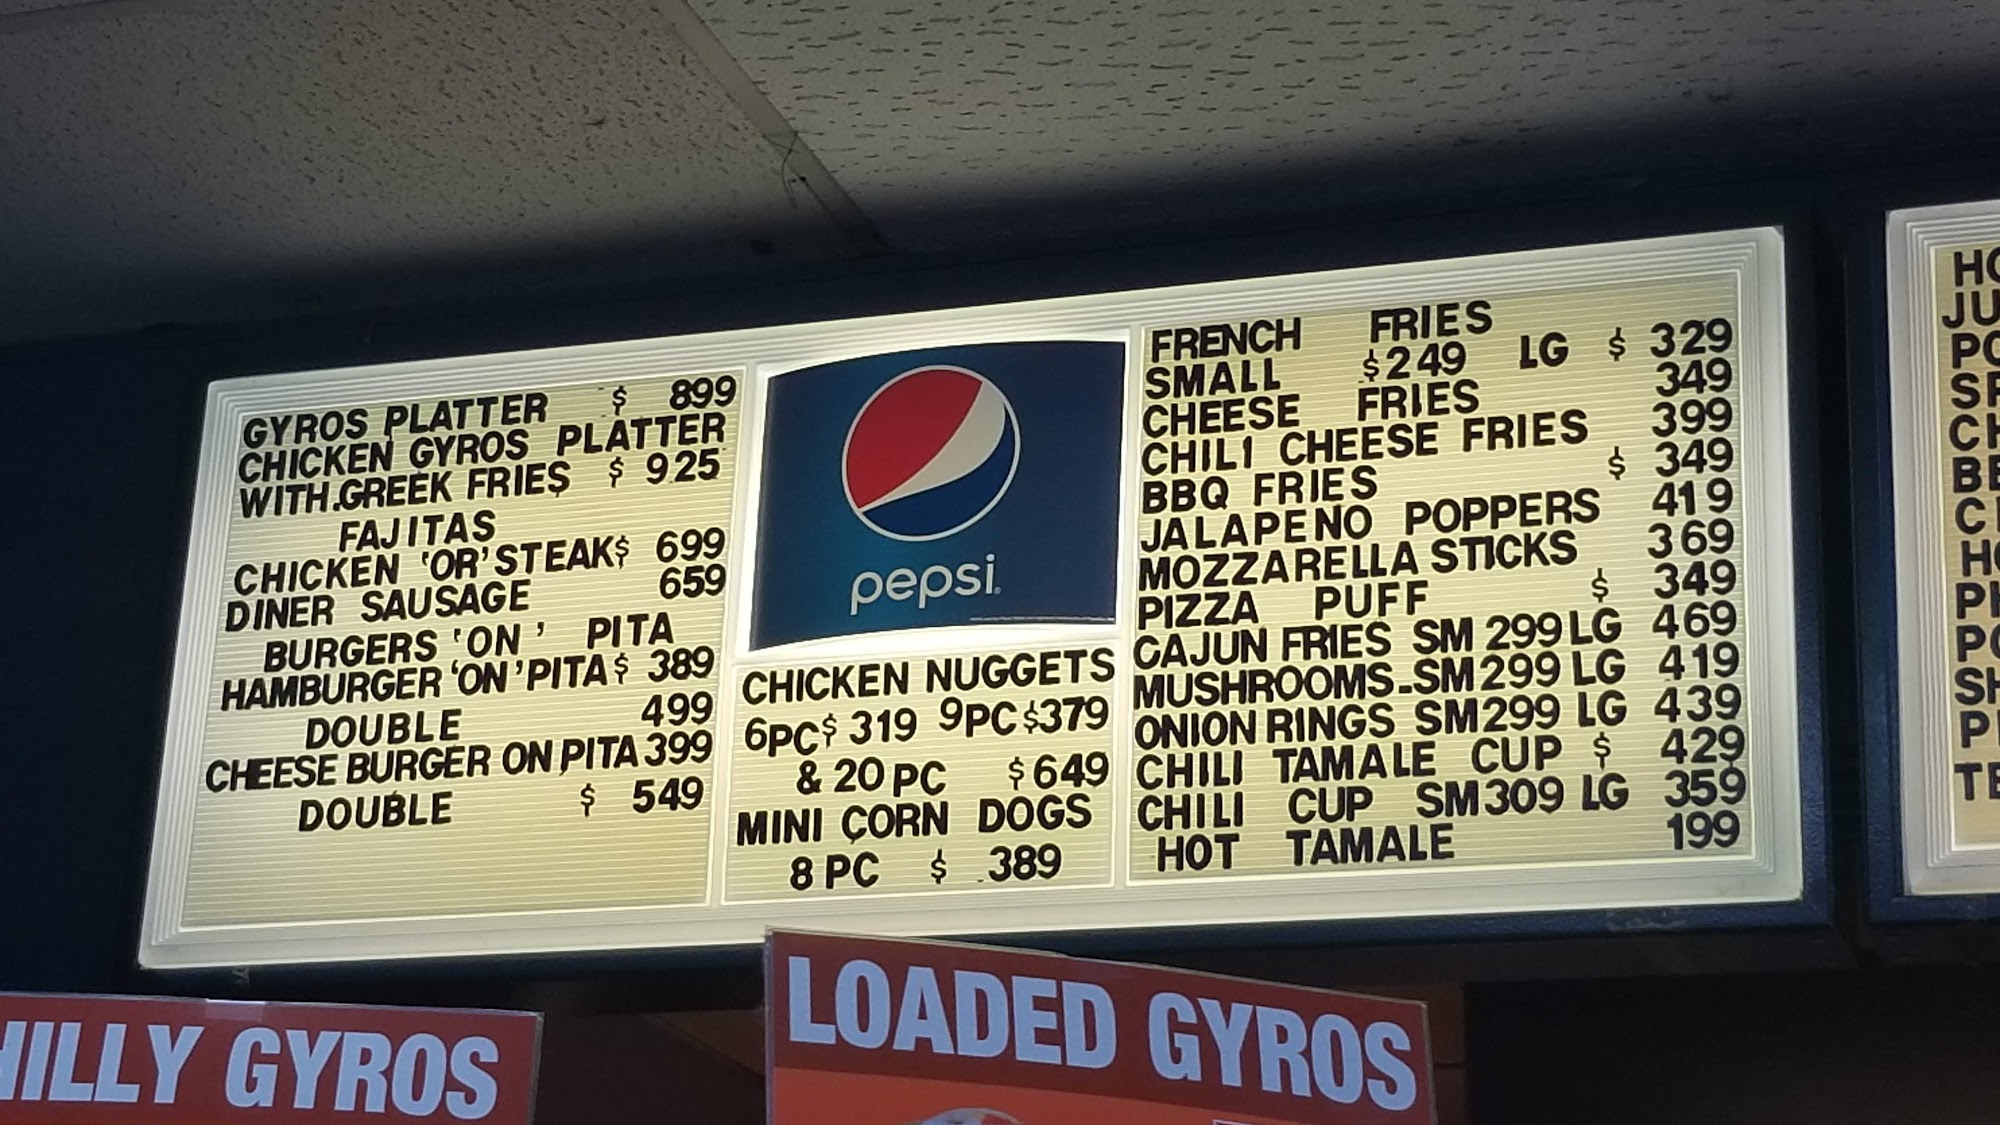 GYROS PLATTER $ 899
CHICKEN GYROS PLATTER
WITH.GREEK FRIES $ 925
FAJITAS
CHICKEN 'OR' STEAK$ 699
DINER SAUSAGE 659
BURGERS 'ON' PITA
HAMBURGER 'ON' PITA $ 389
DOUBLE 499
CHEESE BURGER ON PITA 399
DOUBLE $ 549
pepsi
CHICKEN NUGGETS
6PC$ 319 9PC $379
& 20 PC $649
MINI CORN DOGS
8 PC $ 389
FRENCH FRIES
SMALL $249 LG $ 329
CHEESE FRIES 349
CHIL1 CHEESE FRIES 399
BBQ FRIES $ 349
JALAPENO POPPERS 419
MOZZARELLA STICKS 369
PIZZA PUFF $ 349
CAJUN FRIES SM 299 LG 469
MUSHROOMS SM 299 LG 419
ONION RINGS SM 299 LG 439
CHILI TAMALE CUP $ 429
CHILI CUP SM 309 LG 359
HOT TAMALE 199
HILLY GYROS
LOADED GYROS